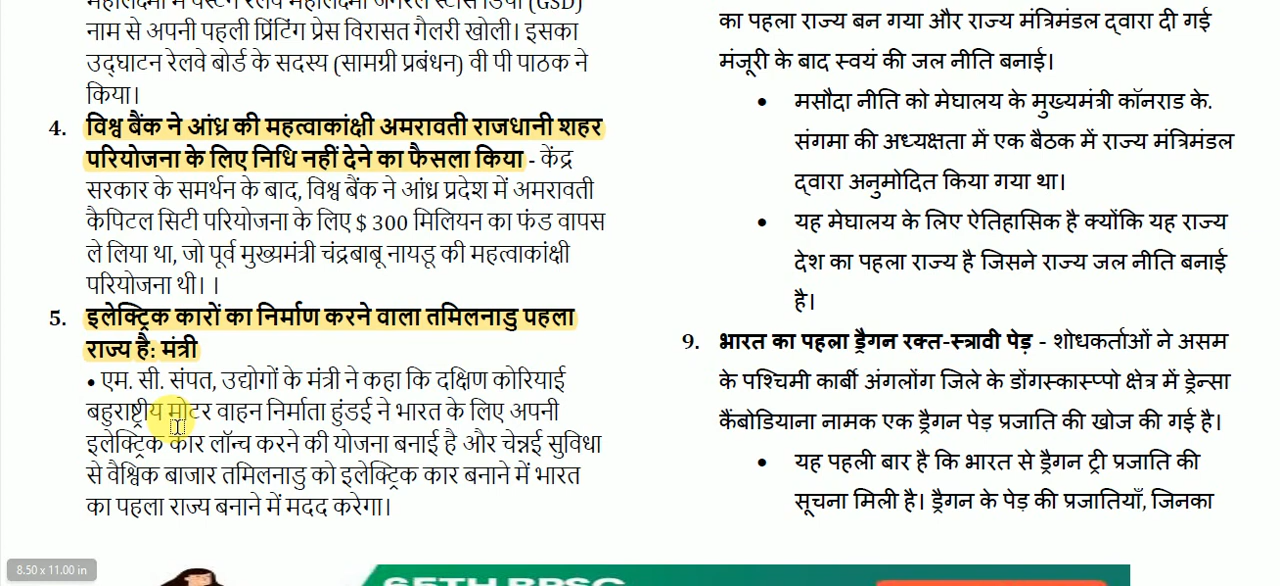 नाम से अपनी पहली प्रिंटिंग प्रेस विरासत गैलरी खोली। इसका
उद्घाटन रेलवे बोर्ड के सदस्य (सामग्री प्रबंधन) वी पी पाठक ने
किया।
4. विश्व बैंक ने आंध्र की महत्वाकांक्षी अमरावती राजधानी शहर
परियोजना के लिए निधि नहीं देने का फैसला किया - केंद्र
सरकार के समर्थन के बाद, विश्व बैंक ने आंध्र प्रदेश में अमरावती
कैपिटल सिटी परियोजना के लिए $ 300 मिलियन का फंड वापस
ले लिया था, जो पूर्व मुख्यमंत्री चंद्रबाबू नायडू की महत्वाकांक्षी
परियोजना थी। ।
5. इलेक्ट्रिक कारों का निर्माण करने वाला तमिलनाडु पहला
राज्य है: मंत्री
• एम. सी. संपत, उद्योगों के मंत्री ने कहा कि दक्षिण कोरियाई
बहुराष्ट्रीय मोटर वाहन निर्माता हुंडई ने भारत के लिए अपनी
इलेक्ट्रिक कार लॉन्च करने की योजना बनाई है और चेन्नई सुविधा
से वैश्विक बाजार तमिलनाडु को इलेक्ट्रिक कार बनाने में भारत
का पहला राज्य बनाने में मदद करेगा।
का पहला राज्य बन गया और राज्य मंत्रिमंडल द्वारा दी गई
मंजूरी के बाद स्वयं की जल नीति बनाई।
• मसौदा नीति को मेघालय के मुख्यमंत्री कॉनराड के.
संगमा की अध्यक्षता में एक बैठक में राज्य मंत्रिमंडल
द्वारा अनुमोदित किया गया था।
• यह मेघालय के लिए ऐतिहासिक है क्योंकि यह राज्य
देश का पहला राज्य है जिसने राज्य जल नीति बनाई
है।
9. भारत का पहला ड्रैगन रक्त-स्त्रावी पेड़ - शोधकर्ताओं ने असम
के पश्चिमी कार्बी अंगलोंग जिले के डोंगस्कास्प्पो क्षेत्र में ड्रेन्सा
कैंबोडियाना नामक एक ड्रैगन पेड़ प्रजाति की खोज की गई है।
• यह पहली बार है कि भारत से ड्रैगन ट्री प्रजाति की
सूचना मिली है। ड्रैगन के पेड़ की प्रजातियाँ, जिनका
8.50 x 11.00 in
65TH BPSC